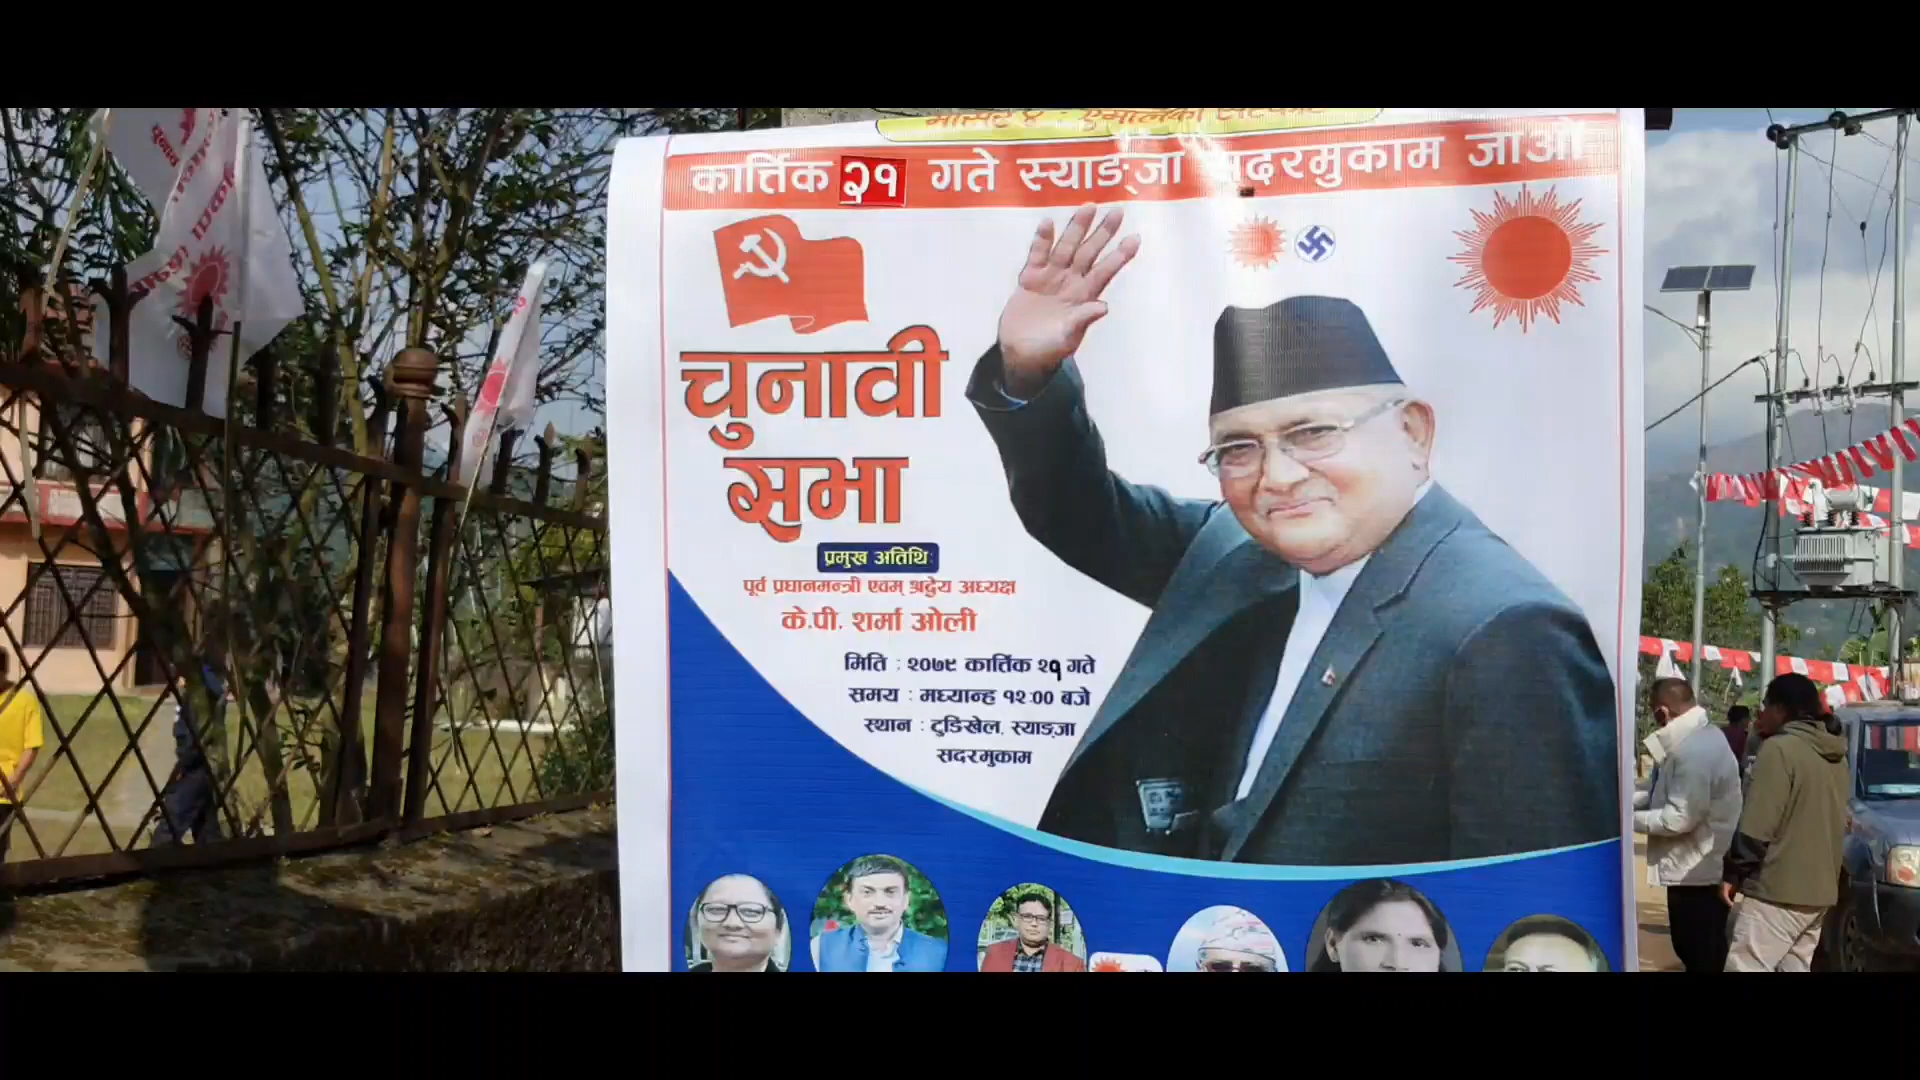 कार्त्तिक २१ गते स्याङ्जा सदरमुकाम जाऔं
चुनावी
सभा
प्रमुख अतिथि:
पूर्व प्रधानमन्त्री एवम् श्रद्धेय अध्यक्ष
के.पी. शर्मा ओली
मिति : २०७९ कार्त्तिक २१ गते
समय : मध्यान्ह १२:00 बजे
स्थान : टुडिखेल, स्याङ्जा
सदरमुकाम